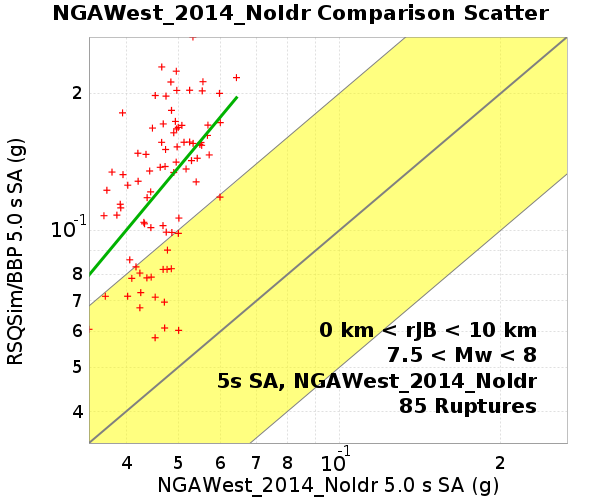 NGAWest_2014_NoIdr Comparison Scatter
RSQSim/BBP 5.0 s SA (g)
2
10^-1
8
7
6
5
4
0 km < rJB < 10 km
7.5 < Mw < 8
5s SA, NGAWest_2014_NoIdr
85 Ruptures
4 5 6 7 8 10^-1 2
NGAWest_2014_NoIdr 5.0 s SA (g)